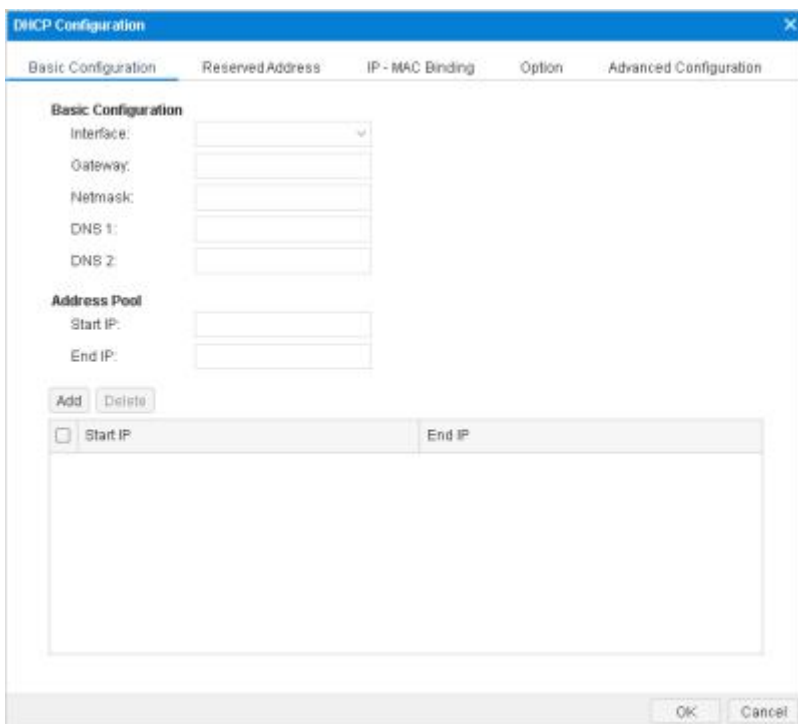 DHCP Configuration
Basic Configuration Reserved Address IP - MAC Binding Option Advanced Configuration
Basic Configuration
Interface:
Gateway:
Netmask:
DNS 1:
DNS 2:
Address Pool
Start IP:
End IP:
Add Delete
Start IP End IP
OK Cancel